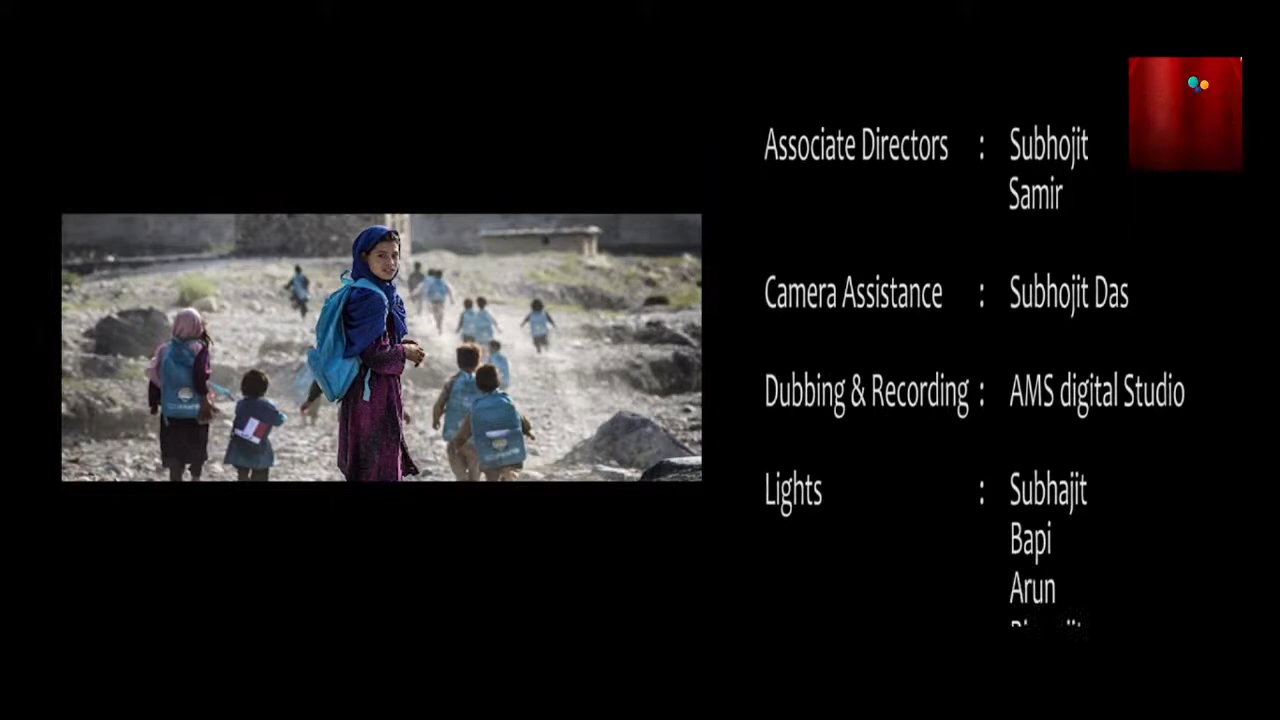 Associate Directors : Subhojit
Samir
Camera Assistance : Subhojit Das
Dubbing & Recording : AMS digital Studio
Lights : Subhajit
Bapi
Arun